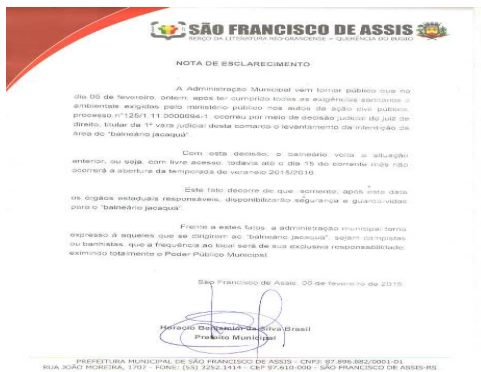 SÃO FRANCISCO DE ASSIS
BERÇO DA LITERATURA RIO-GRANDENSE - QUERÊNCIA DO BUGIO
NOTA DE ESCLARECIMENTO
A Administração Municipal vem tornar público que no
dia 05 de fevereiro, ontem, após ter cumprido todas as exigências sanitárias e
ambientais exigidos pelo ministério público nos autos de ação civil pública,
processo n°125/1.11.0000694-1, ocorreu por meio de decisão judicial do juiz de
direito, titular da 1ª vara judicial desta comarca o levantamento da interdição da
área do "balneário jacaquá".
Com esta decisão, o balneário volta a situação
anterior, ou seja, com livre acesso, todavia até o dia 15 do corrente mês não
ocorrerá a abertura da temporada de veraneio 2015/2016.
Este fato decorre de que, somente, após esta data
os órgãos estaduais responsáveis, disponibilizarão segurança e guarda-vidas
para o "balneário jacaquá".
Frente a estes fatos, a administração municipal torna
expresso à aqueles que se dirigirem ao "balneário jacaquá", sejam campistas
ou banhistas, que a frequência ao local será de sua exclusiva responsabilidade,
eximindo totalmente o Poder Público Municipal.
São Francisco de Assis, 06 de fevereiro de 2016.
Horacio Benjamin da Silva Brasil
Prefeito Municipal
PREFEITURA MUNICIPAL DE SÃO FRANCISCO DE ASSIS - CNPJ: 87.896.882/0001-01
RUA JOÃO MOREIRA, 1707 - FONE: (55) 3252.1414 - CEP 97.610-000 - SÃO FRANCISCO DE ASSIS-RS